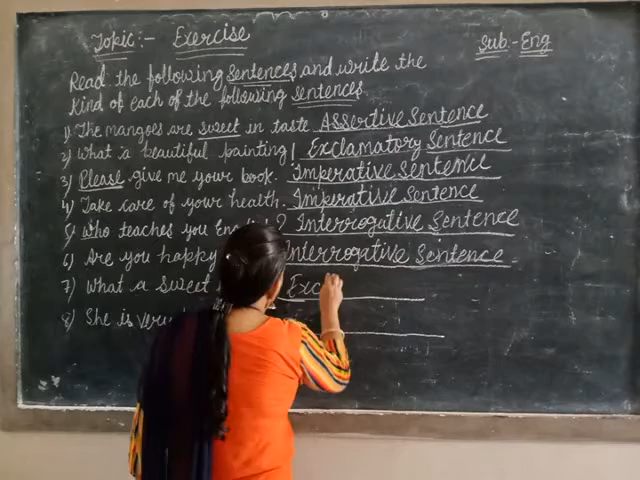 Topic:- Exercise
Sub.- Eng
Read the following sentences and write the
kind of each of the following sentences.
1) The mangoes are sweet in taste Assertive Sentence
2) What a beautiful painting! Exclamatory Sentence
3) Please give me your book. Imperative Sentence
4) Take care of your health. Imperative Sentence
5) Who teaches you English? Interrogative Sentence
6) Are you happy Interrogative Sentence.
7) What a sweet Exc
8) She is very